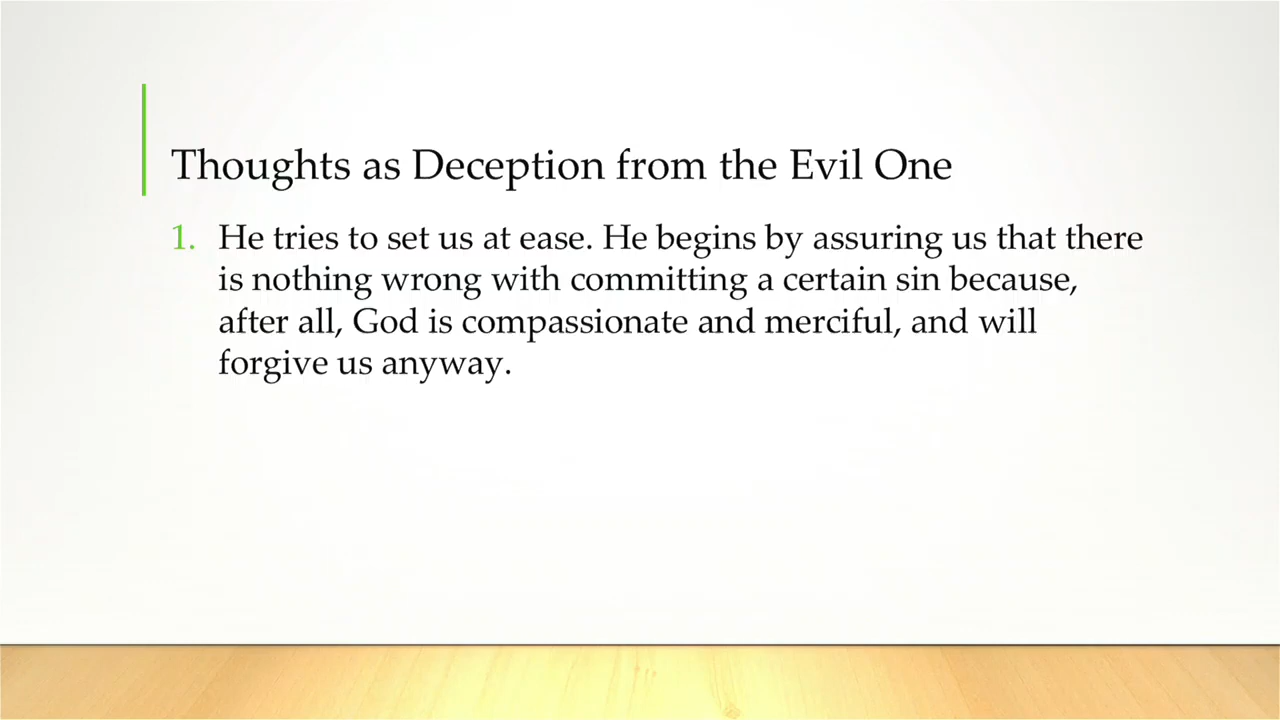 Thoughts as Deception from the Evil One
1. He tries to set us at ease. He begins by assuring us that there
is nothing wrong with committing a certain sin because,
after all, God is compassionate and merciful, and will
forgive us anyway.